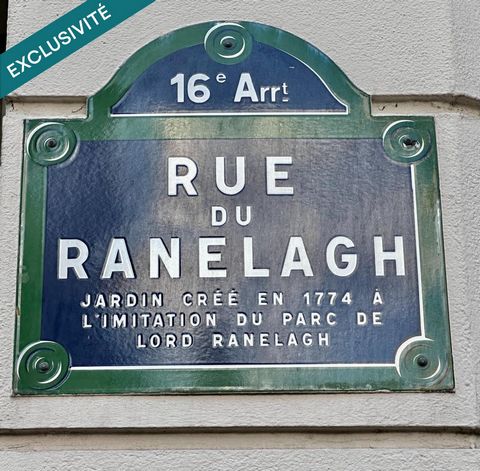 EXCLUSIVITÉ
16e Arrt
RUE
DU
RANELAGH
JARDIN CRÉÉ EN 1774 À
L'IMITATION DU PARC DE
LORD RANELAGH